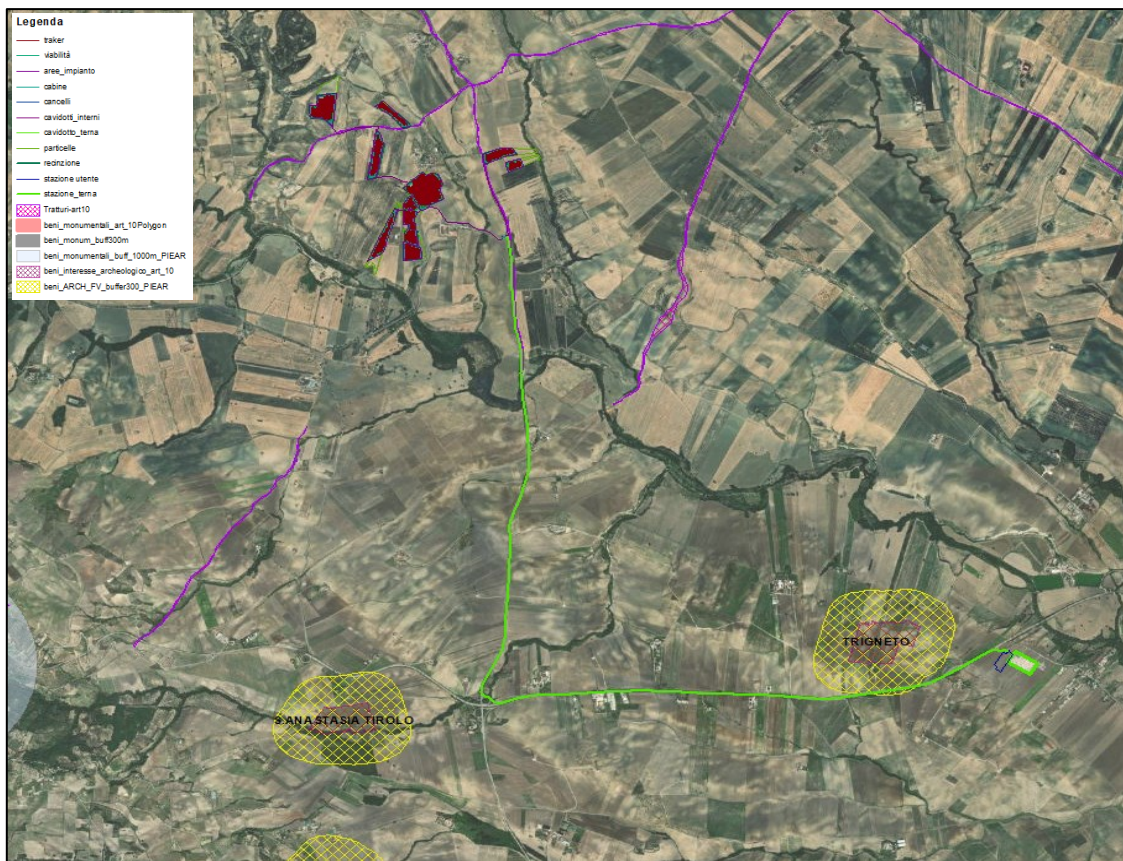 Legenda
traker
viabilità
aree_impianto
cabine
cancelli
cavidotti_interni
cavidotto_terna
particelle
recinzione
stazione utente
stazione_terna
Tratturi-art10
beni_monumentali_art_10Polygon
beni_monum_buff300m
beni_monumentali_buff_1000m_PIEAR
beni_interesse_archeologico_art_10
beni_ARCH_FV_buffer300_PIEAR
TRIGNETO
S.ANASTASIA TIROLO